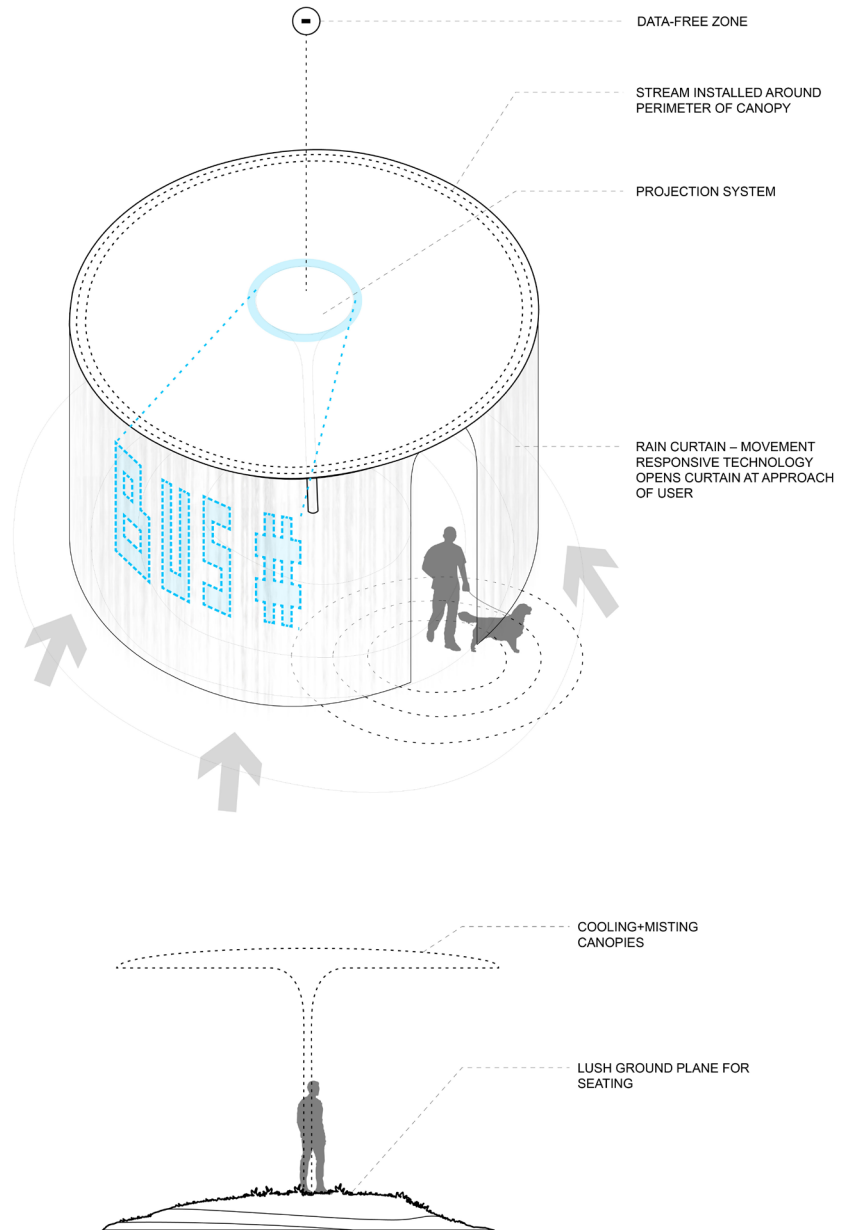 DATA-FREE ZONE
STREAM INSTALLED AROUND
PERIMETER OF CANOPY
PROJECTION SYSTEM
RAIN CURTAIN – MOVEMENT
RESPONSIVE TECHNOLOGY
OPENS CURTAIN AT APPROACH
OF USER
BUS #
COOLING+MISTING
CANOPIES
LUSH GROUND PLANE FOR
SEATING